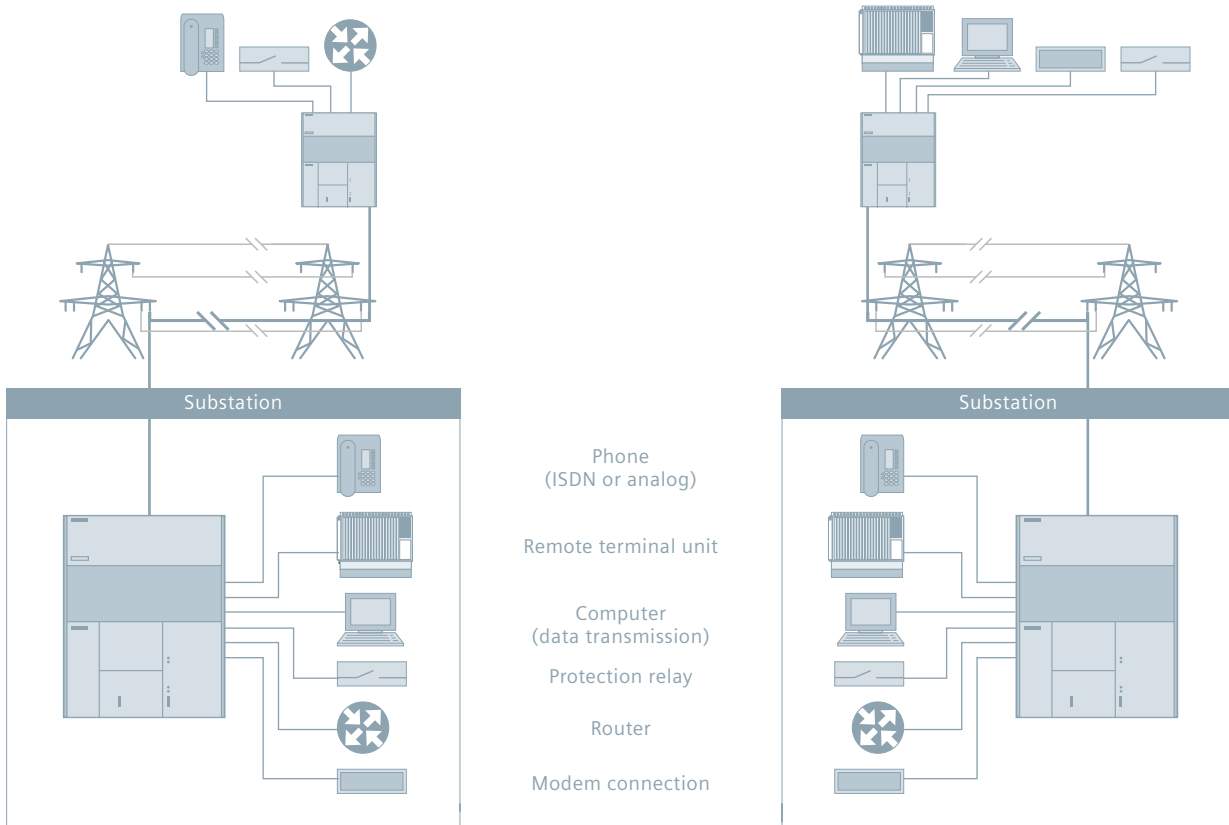 Substation
Substation
Phone
(ISDN or analog)
Remote terminal unit
Computer
(data transmission)
Protection relay
Router
Modem connection